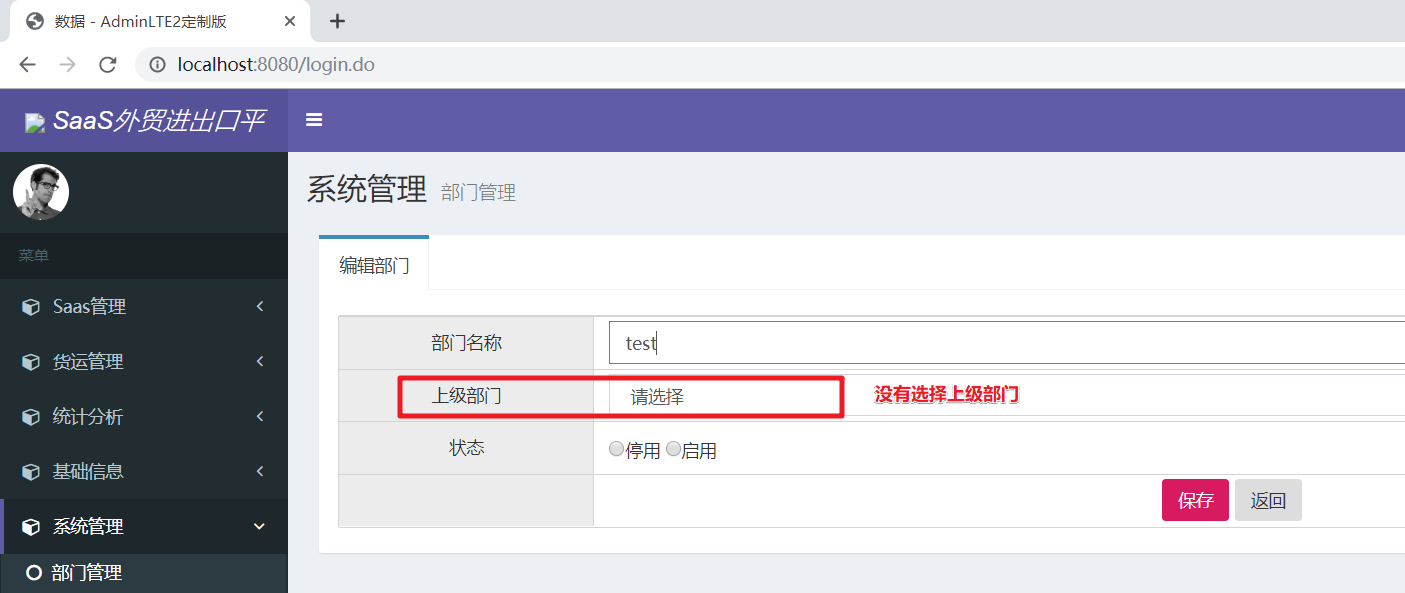 数据 - AdminLTE2定制版
localhost:8080/login.do
SaaS外贸进出口平
系统管理 部门管理
菜单
编辑部门
Saas管理
部门名称 test
货运管理
上级部门 请选择 没有选择上级部门
统计分析
状态 停用 启用
基础信息
保存 返回
系统管理
部门管理